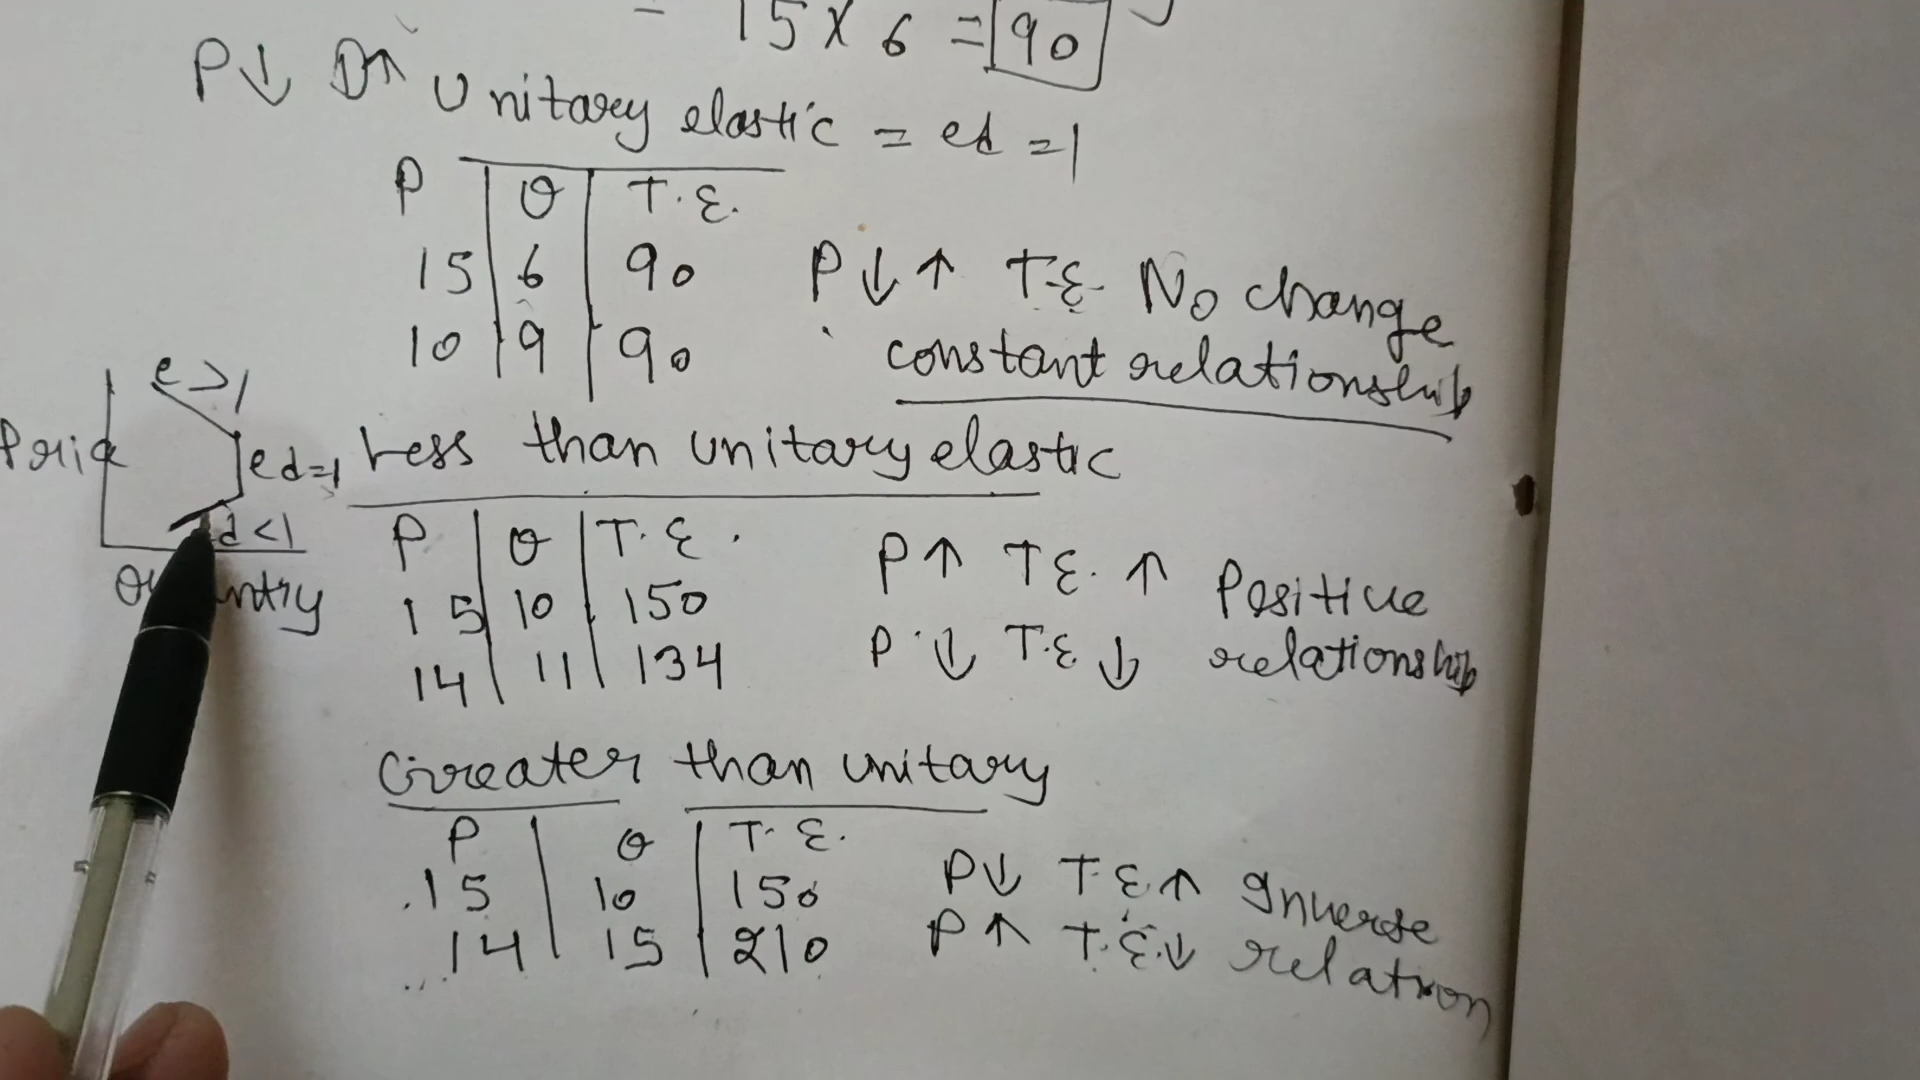 = 15 X 6 = 90
P↓ D↑ Unitary elastic = ed = 1
P Q T.E.
15 6 90
10 9 90
P↓↑ T.E. No change
constant relationship
e>1
Price
ed=1
ed<1
Less than unitary elastic
P Q T.E.
15 10 150
14 11 134
P↑ T.E. ↑ Positive
P↓ T.E ↓ relationship
Greater than unitary
P Q T.E.
15 10 150
14 15 210
P↓ T.E↑ Inverse
P↑ T.E.↓ relation